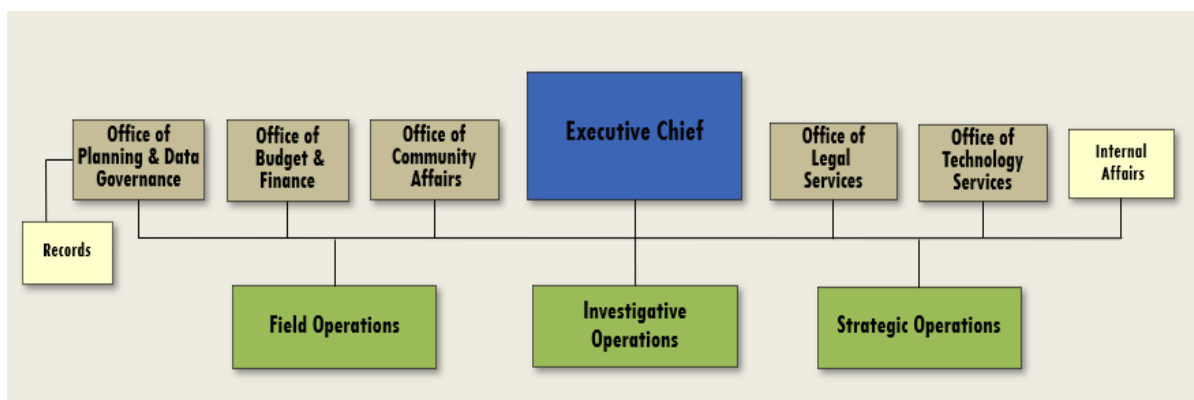 Office of
Planning & Data
Governance
Office of
Budget &
Finance
Office of
Community
Affairs
Executive Chief
Office of
Legal
Services
Office of
Technology
Services
Internal
Affairs
Records
Field Operations
Investigative
Operations
Strategic Operations